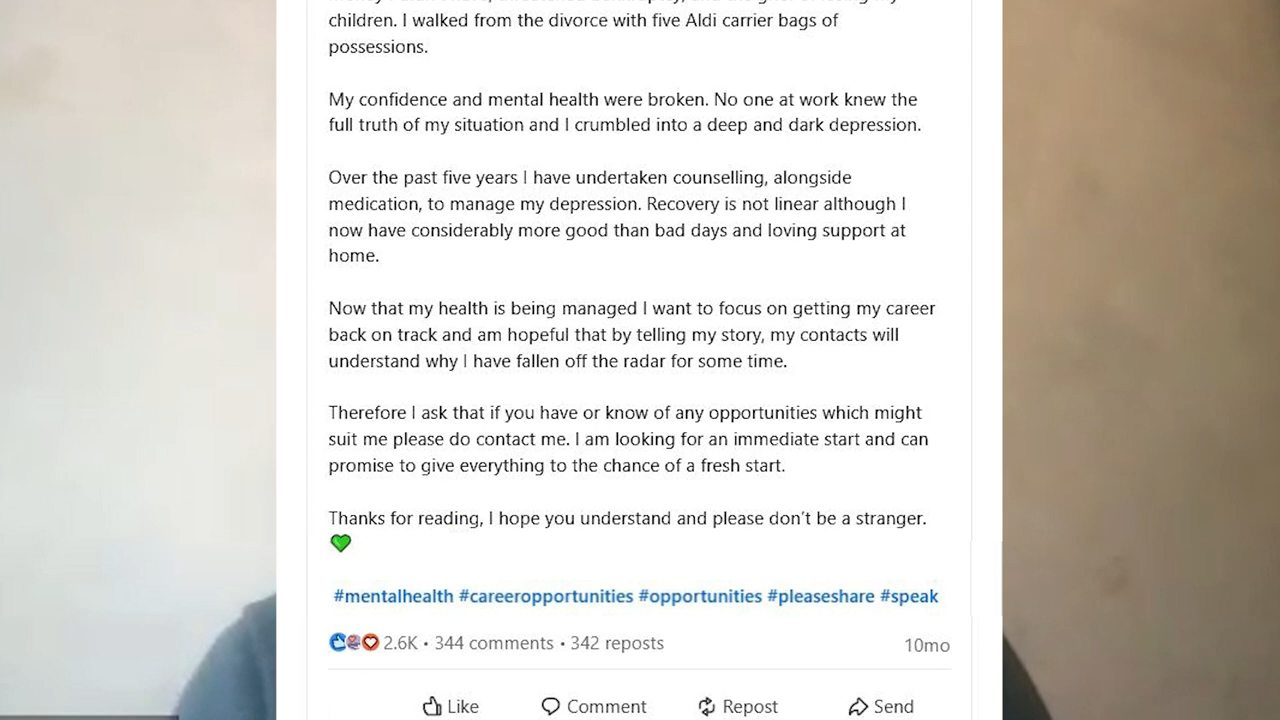 children. I walked from the divorce with five Aldi carrier bags of
possessions.
My confidence and mental health were broken. No one at work knew the
full truth of my situation and I crumbled into a deep and dark depression.
Over the past five years I have undertaken counselling, alongside
medication, to manage my depression. Recovery is not linear although I
now have considerably more good than bad days and loving support at
home.
Now that my health is being managed I want to focus on getting my career
back on track and am hopeful that by telling my story, my contacts will
understand why I have fallen off the radar for some time.
Therefore I ask that if you have or know of any opportunities which might
suit me please do contact me. I am looking for an immediate start and can
promise to give everything to the chance of a fresh start.
Thanks for reading, I hope you understand and please don't be a stranger.
#mentalhealth #careeropportunities #opportunities #pleaseshare #speak
2.6K • 344 comments • 342 reposts
10mo
Like
Comment
Repost
Send